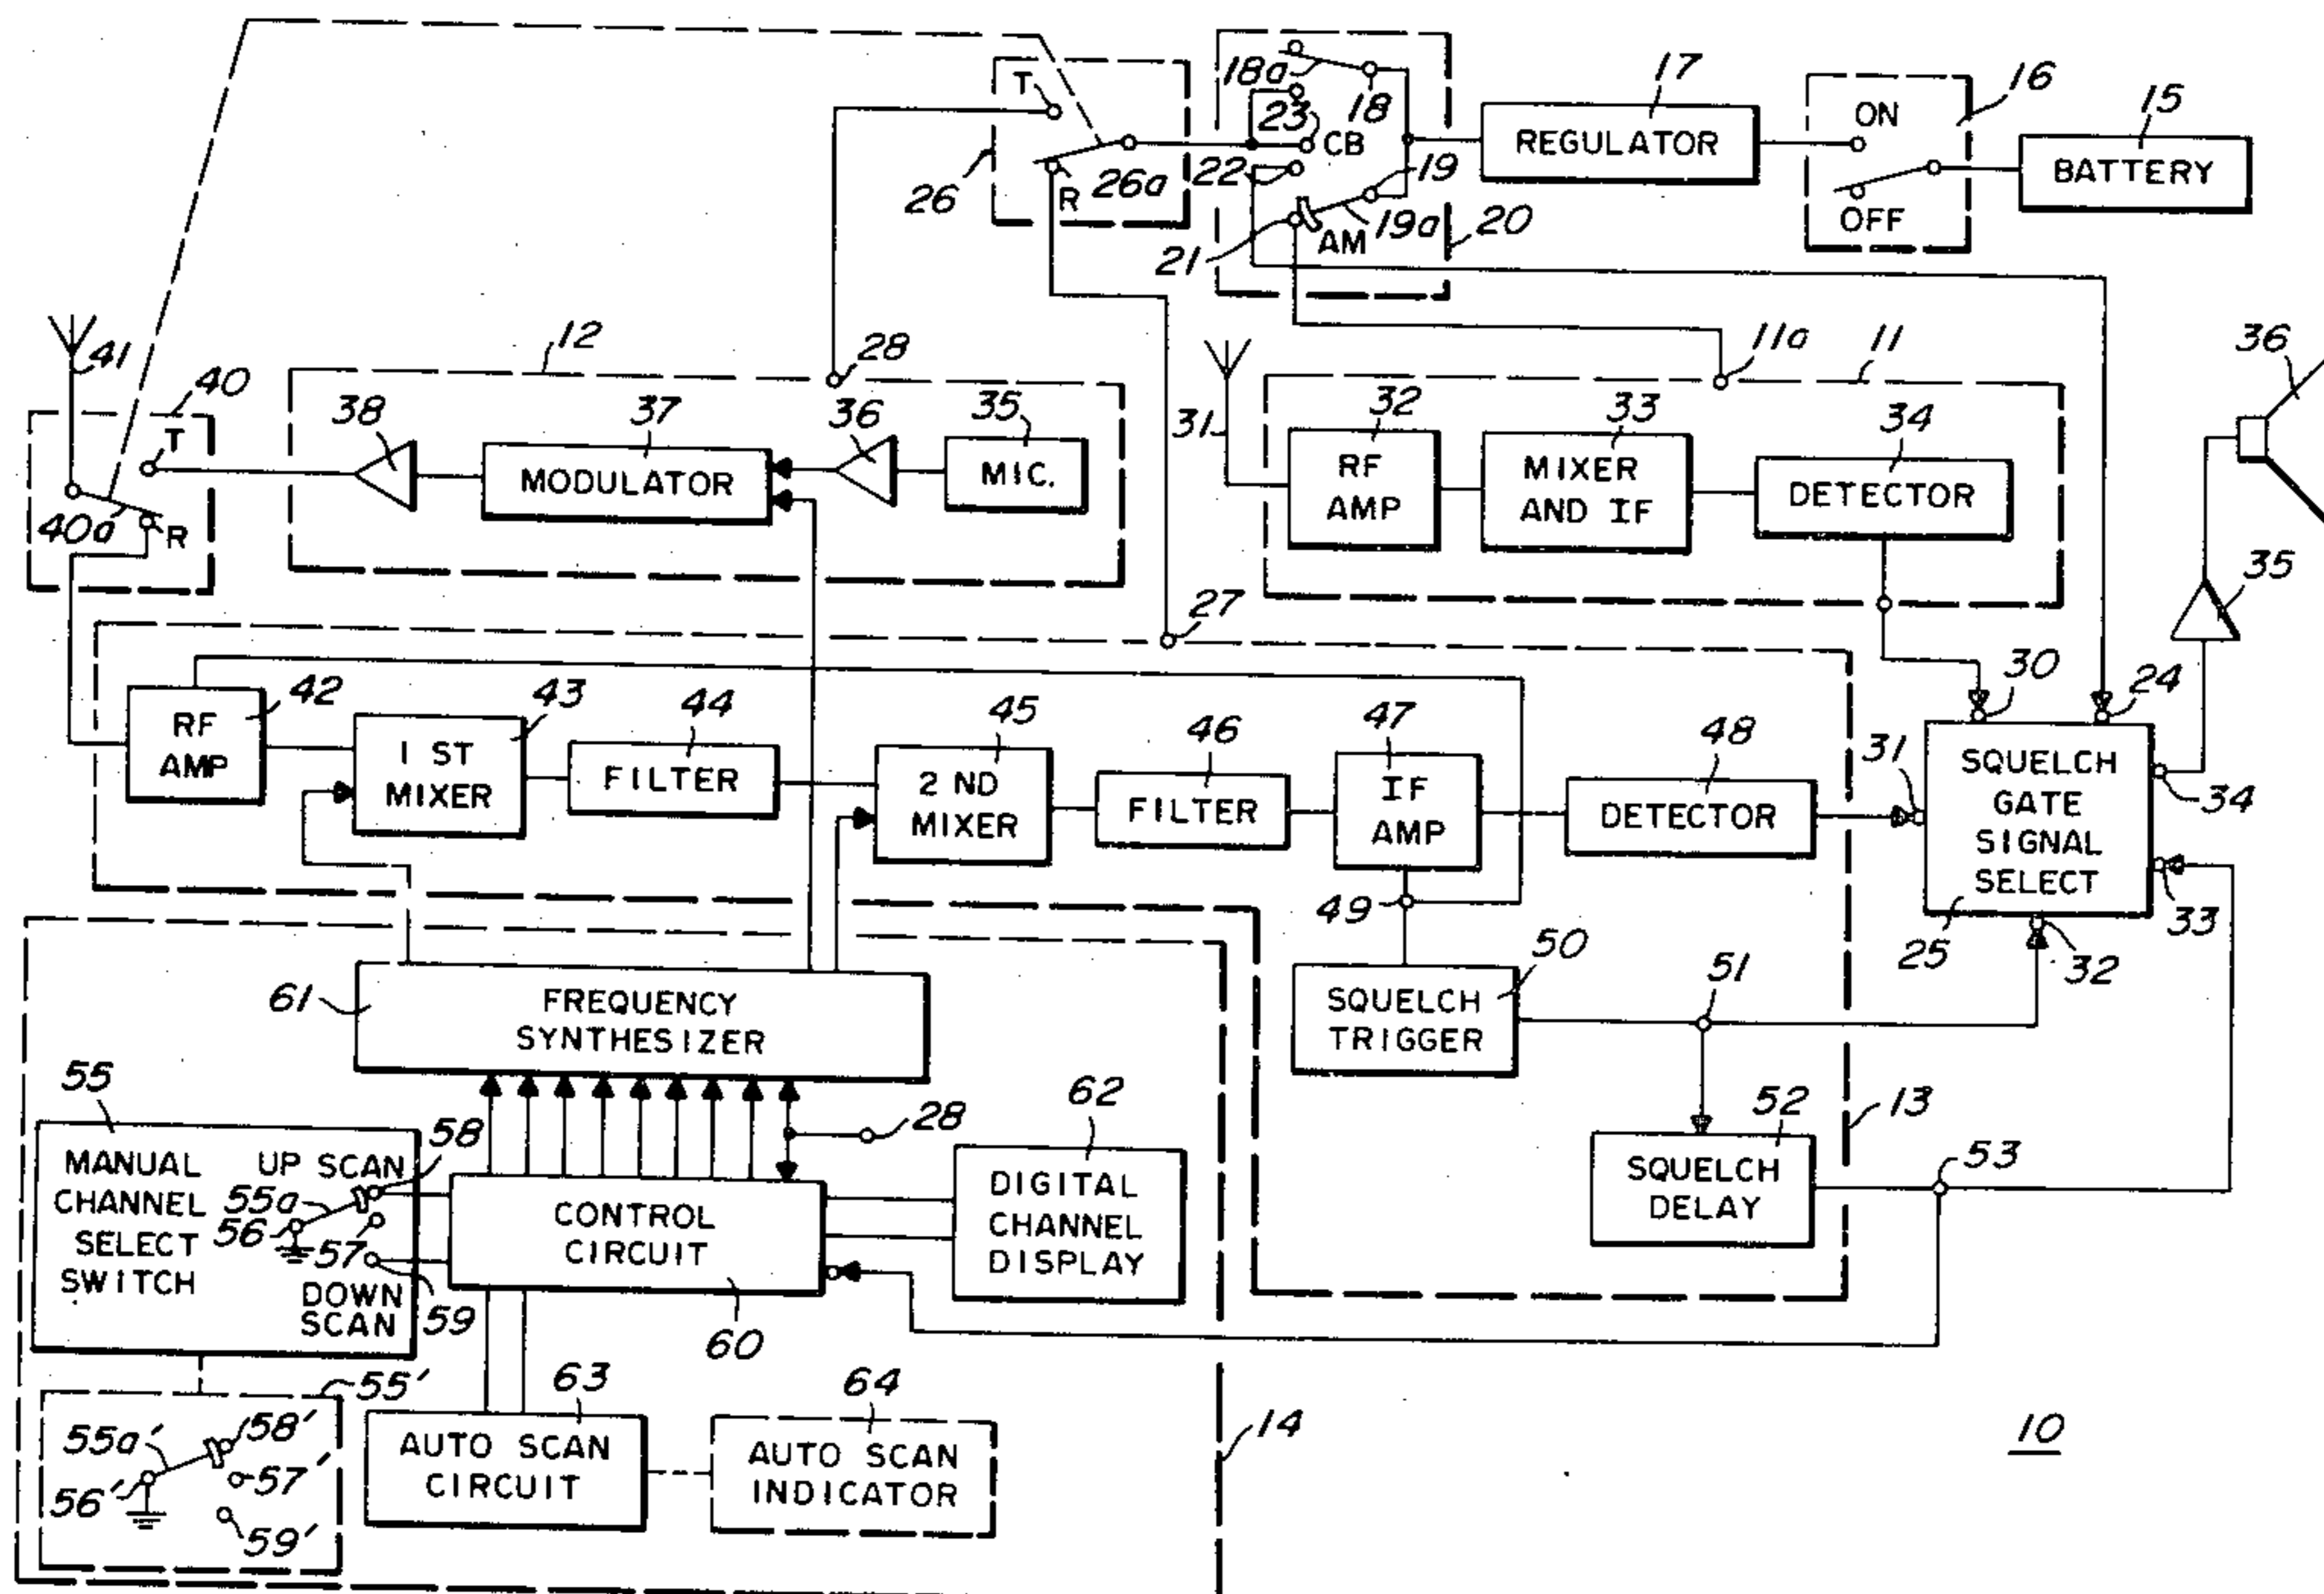 18a
18
17
16
15
T
23
CB
REGULATOR
ON
BATTERY
26
R
26a
22
19
OFF
21
AM
19a
20
41
40
12
28
11a
11
36
T
38
37
36
35
31
32
33
34
MODULATOR
MIC.
RF
AMP
MIXER
AND IF
DETECTOR
40a
R
35
27
42
43
44
45
46
47
48
30
24
RF
AMP
1 ST
MIXER
FILTER
2 ND
MIXER
FILTER
IF
AMP
DETECTOR
31
SQUELCH
GATE
SIGNAL
SELECT
34
33
49
25
32
50
51
61
FREQUENCY
SYNTHESIZER
SQUELCH
TRIGGER
55
58
28
62
52
13
MANUAL
CHANNEL
SELECT
SWITCH
UP SCAN
55a
56
57
DOWN
SCAN
59
CONTROL
CIRCUIT
60
DIGITAL
CHANNEL
DISPLAY
SQUELCH
DELAY
53
55'
63
64
55a'
58'
56'
57'
59'
AUTO SCAN
CIRCUIT
AUTO SCAN
INDICATOR
14
10